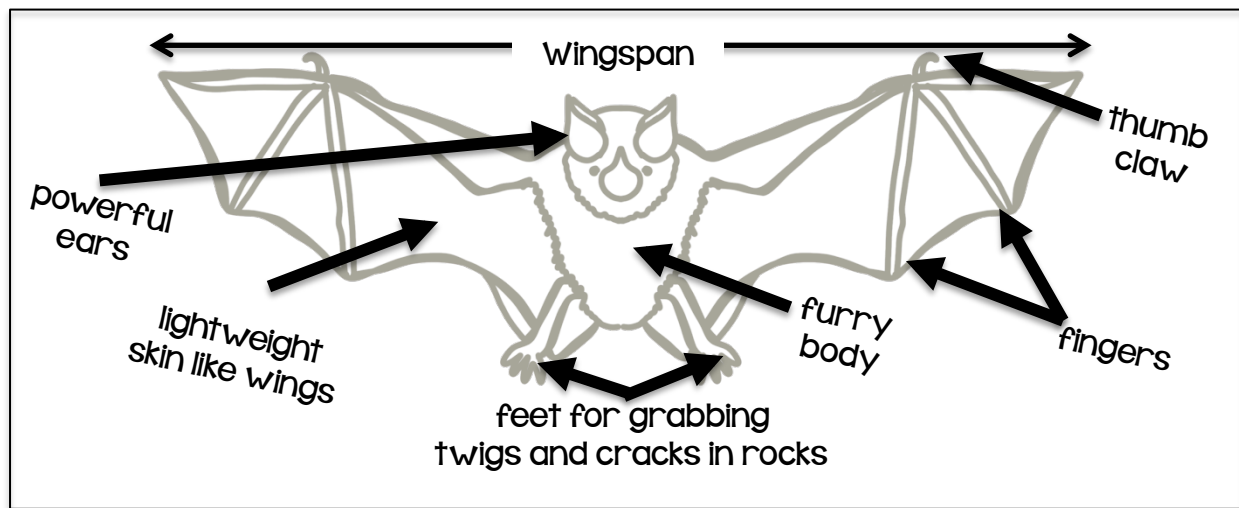 Wingspan
thumb
claw
powerful
ears
lightweight
skin like wings
furry
body
fingers
feet for grabbing
twigs and cracks in rocks